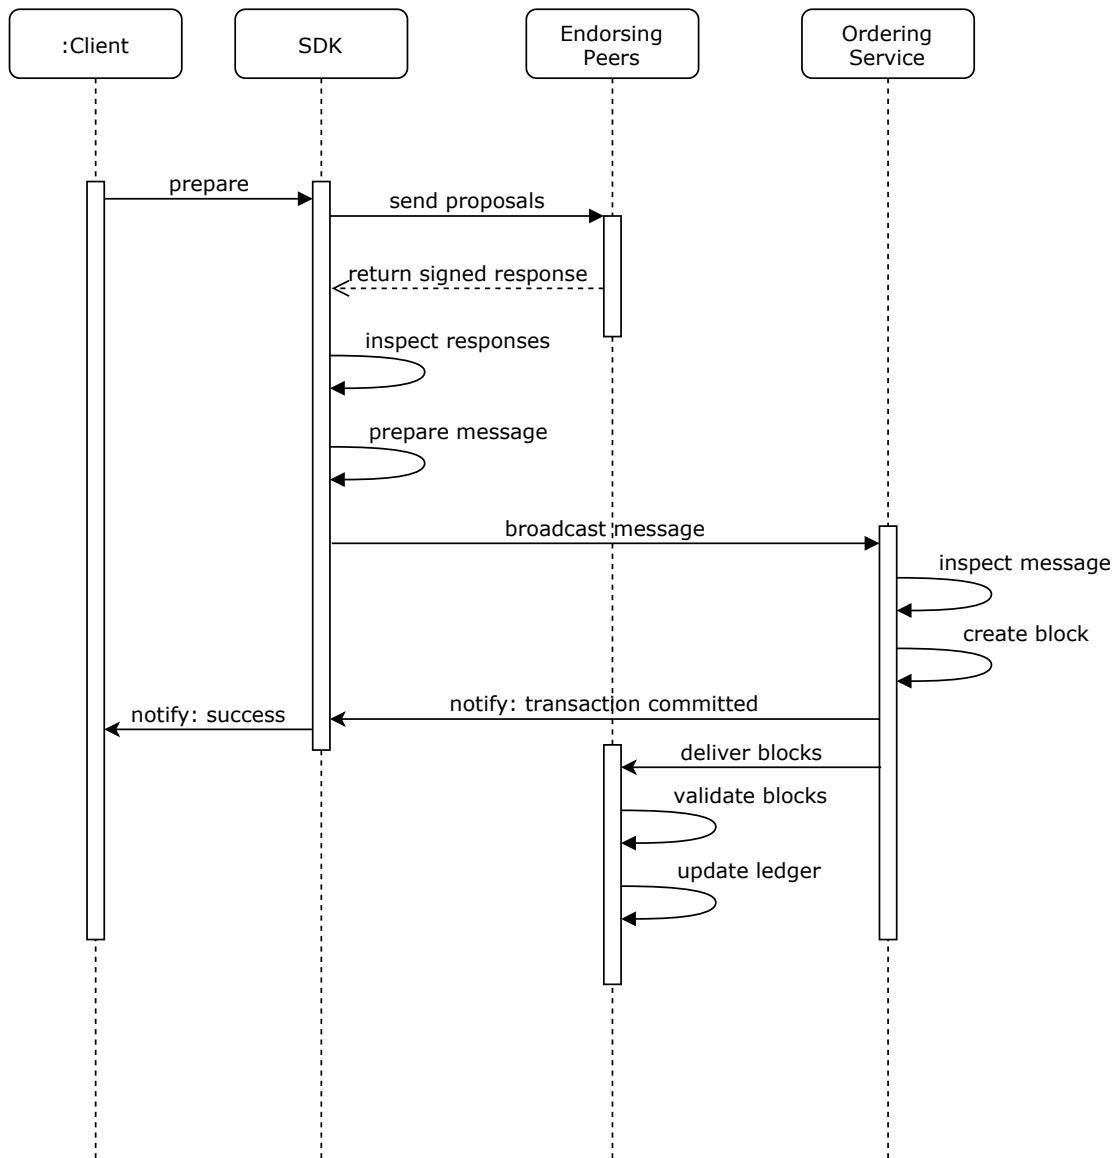 :Client
SDK
Endorsing
Peers
Ordering
Service
prepare
send proposals
return signed response
inspect responses
prepare message
broadcast message
inspect message
create block
notify: transaction committed
notify: success
deliver blocks
validate blocks
update ledger